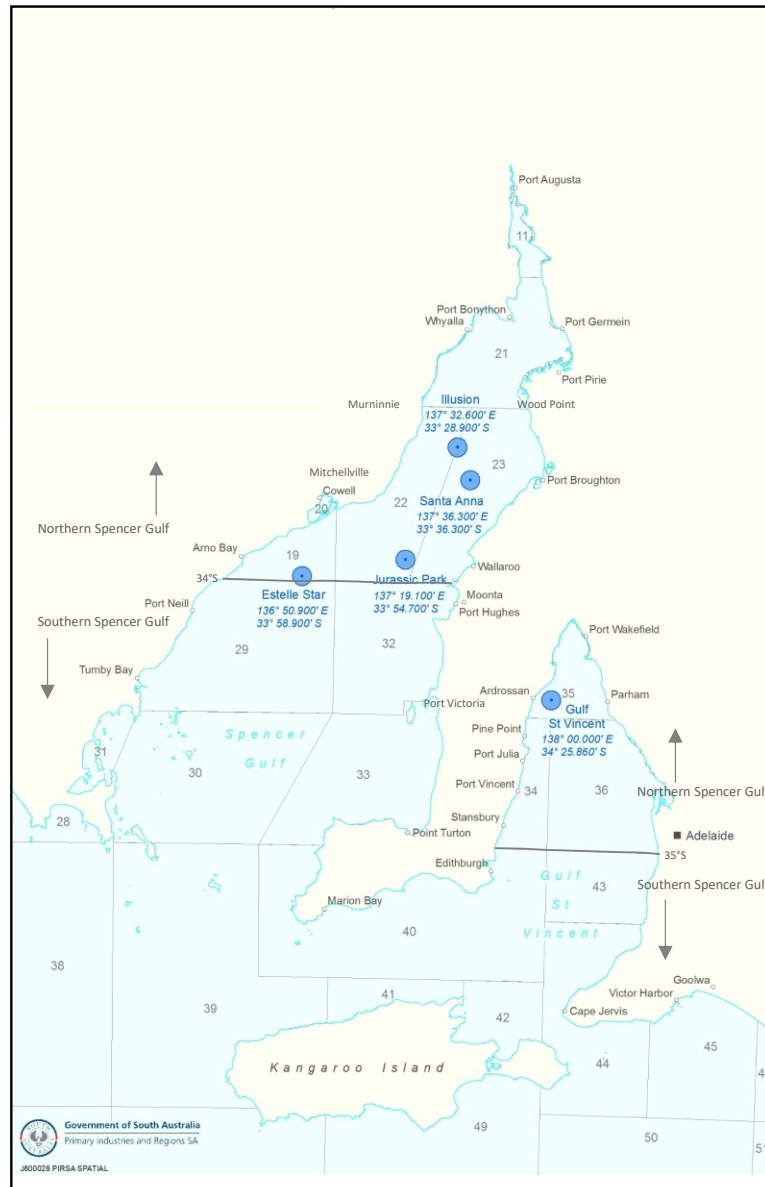 Port Augusta
11
Port Bonython
Whyalla
Port Germein
21
Port Pirie
Illusion
Murninnie
137° 32.600' E
Wood Point
33° 28.900' S
23
Mitchellville
Port Broughton
Cowell
22
Santa Anna
20
137° 36.300' E
33° 36.300' S
Northern Spencer Gulf
Arno Bay
19
Wallaroo
34°S
Jurassic Park
Estelle Star
137° 19.100' E
136° 50.900' E
33° 54.700' S
33° 58.900' S
Moonta
Port Hughes
Port Neill
Southern Spencer Gulf
29
32
Port Wakefield
Tumby Bay
Ardrossan
35
Parham
Port Victoria
Gulf
St Vincent
138° 00.000' E
34° 25.860' S
Spencer
Gulf
Pine Point
31
30
33
Port Julia
Port Vincent
34
36
Northern Spencer Gulf
28
Stansbury
Point Turton
Adelaide
35°S
Edithburgh
Gulf
St
Vincent
43
Southern Spencer Gulf
Marion Bay
40
38
39
41
42
Goolwa
Victor Harbor
Cape Jervis
45
44
4
Kangaroo Island
49
50
51
SOUTH
AUSTRALIA
Government of South Australia
Primary Industries and Regions SA
J600028 PIRSA SPATIAL